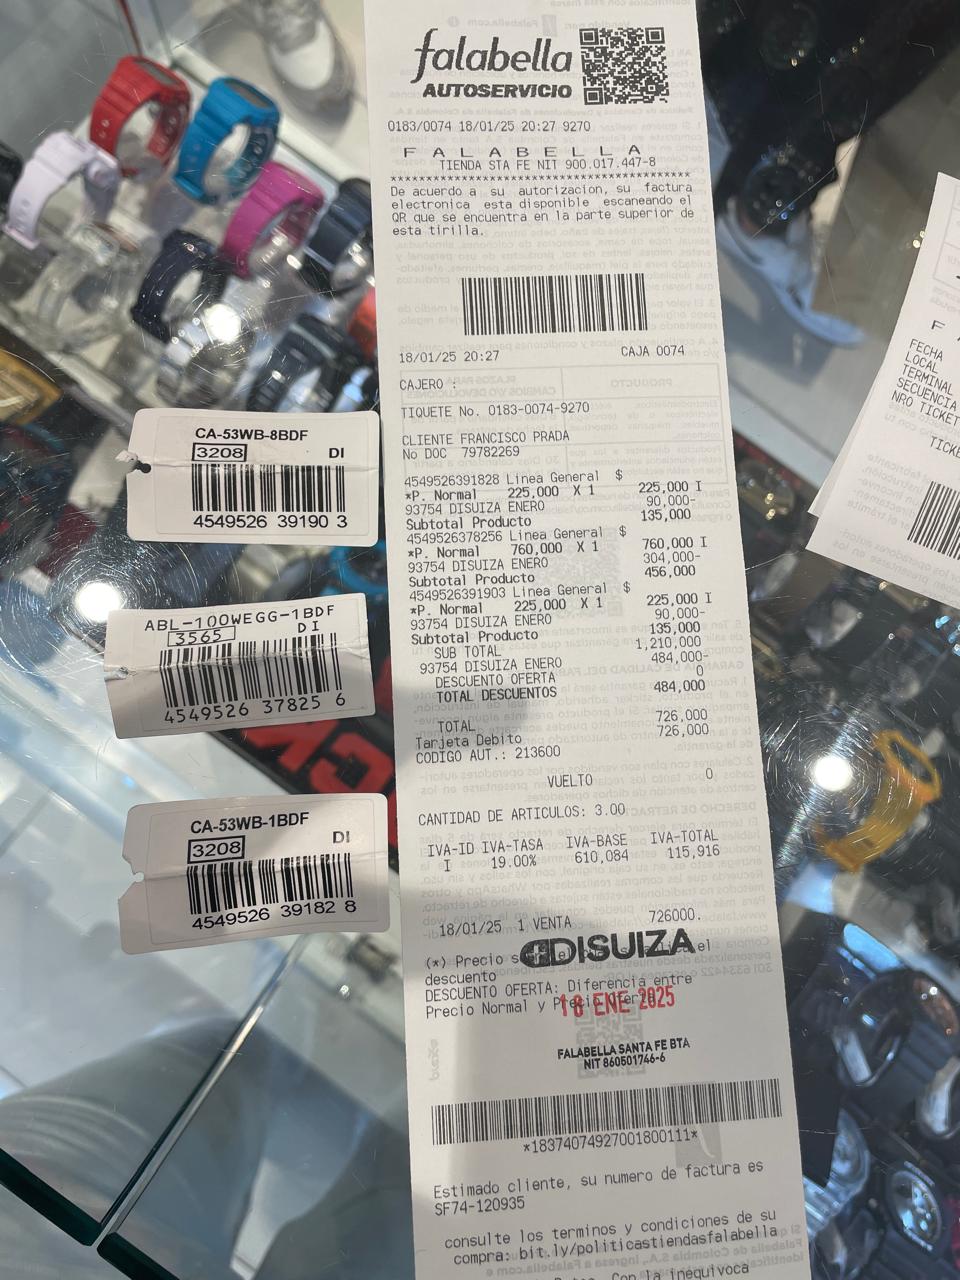 falabella
AUTOSERVICIO
0183/0074 18/01/25 20:27 9270
F A L A B E L L A
TIENDA STA FE NIT 900.017.447-8
******************************************
De acuerdo a su autorizacion, su factura
electronica esta disponible escaneando el
QR que se encuentra en la parte superior de
esta tirilla.
18/01/25 20:27 CAJA 0074
CAJERO :
TIQUETE No. 0183-0074-9270
CLIENTE FRANCISCO PRADA
No DOC 79782269
4549526391828 Linea General $
*P. Normal 225,000 X 1 225,000 I
93754 DISUIZA ENERO 90,000-
Subtotal Producto 135,000
4549526378256 Linea General $
*P. Normal 760,000 X 1 760,000 I
93754 DISUIZA ENERO 304,000-
Subtotal Producto 456,000
4549526391903 Linea General $
*P. Normal 225,000 X 1 225,000 I
93754 DISUIZA ENERO 90,000-
Subtotal Producto 135,000
SUB TOTAL 1,210,000
93754 DISUIZA ENERO 484,000-
DESCUENTO OFERTA 0
TOTAL DESCUENTOS 484,000
TOTAL 726,000
Tarjeta Debito 726,000
CODIGO AUT.: 213600
VUELTO 0
CANTIDAD DE ARTICULOS: 3.00
IVA-ID IVA-TASA IVA-BASE IVA-TOTAL
I 19.00% 610,084 115,916
18/01/25 1 VENTA 726000.
DISUIZA
(*) Precio el
descuento
DESCUENTO OFERTA: Diferencia entre
Precio Normal y Precio Oferta
18 ENE 2025
FALABELLA SANTA FE BTA
NIT 860501746-6
*18374074927001800111*
Estimado cliente, su numero de factura es
SF74-120935
consulte los terminos y condiciones de su
compra: bit.ly/politicastiendasfalabella
Con la inequivoca
CA-53WB-8BDF
3208 DI
4549526 39190 3
ABL-100WEGG-1BDF
3565 DI
4549526 37825 6
CA-53WB-1BDF
3208 DI
4549526 39182 8
F
FECHA
LOCAL
TERMINAL
SECUENCIA
NRO TICKET